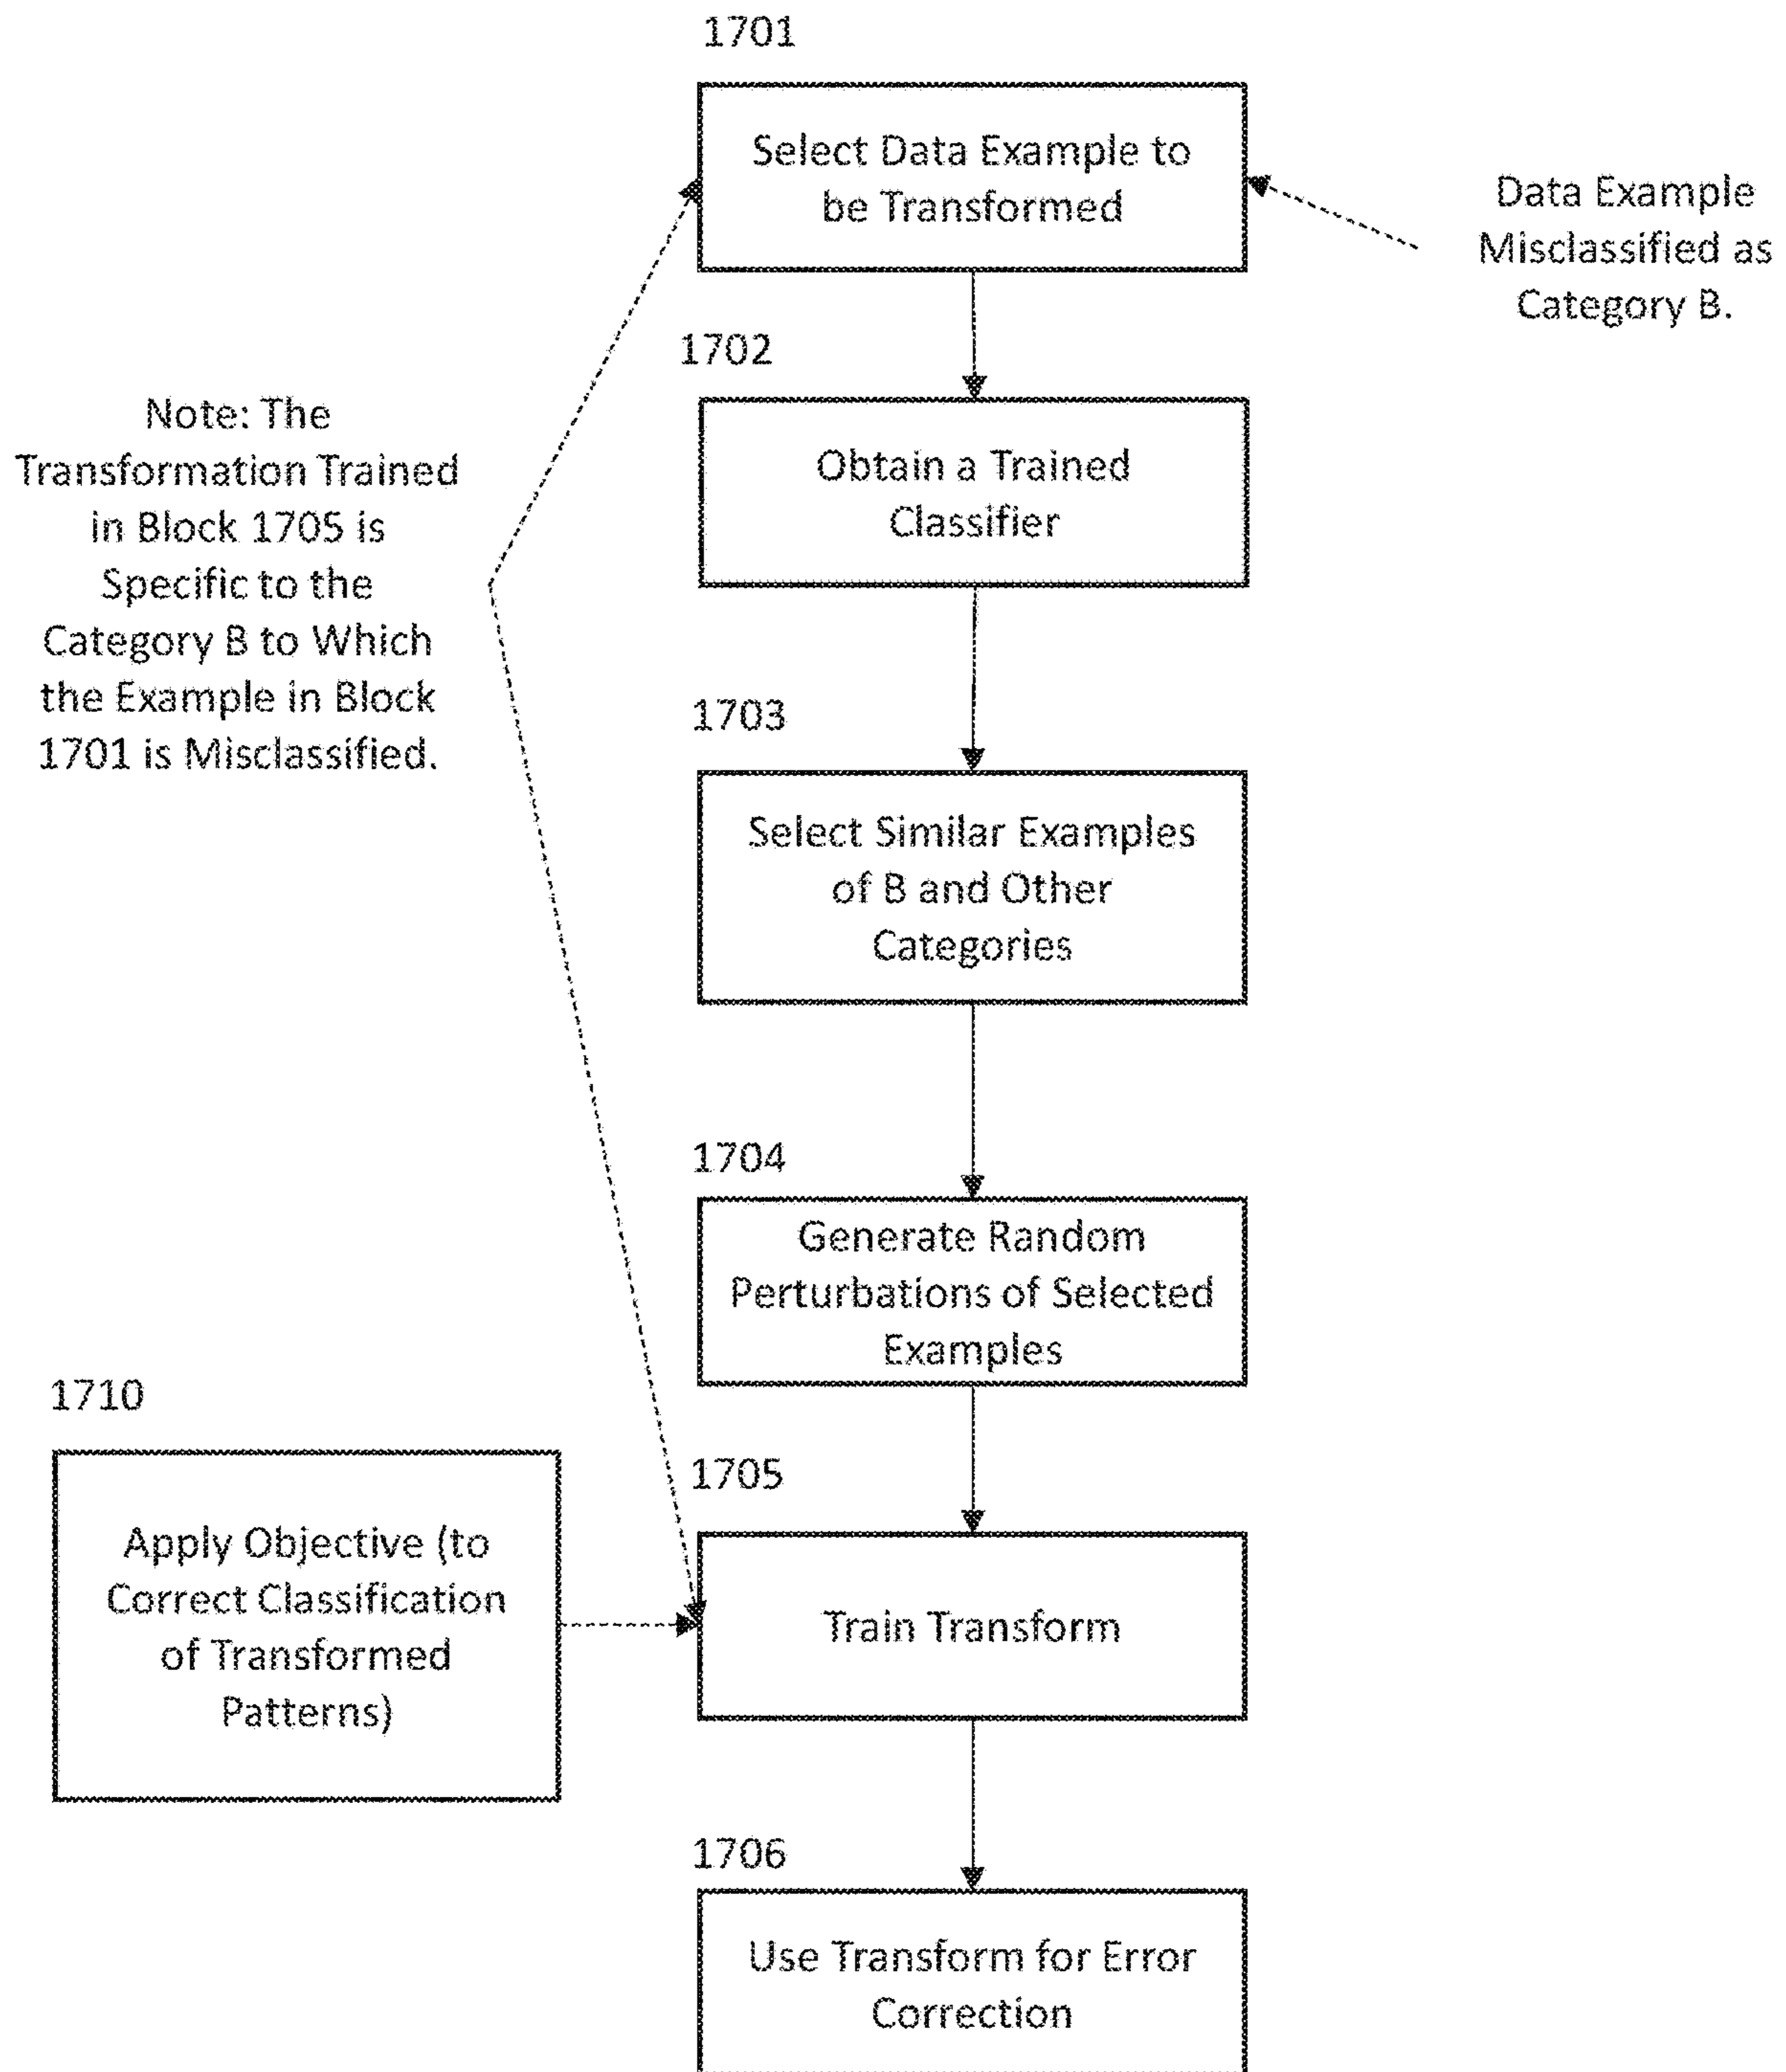 1701
Select Data Example to
be Transformed
Data Example
Misclassified as
Category B.
1702
Obtain a Trained
Classifier
Note: The
Transformation Trained
in Block 1705 is
Specific to the
Category B to Which
the Example in Block
1701 is Misclassified.
1703
Select Similar Examples
of B and Other
Categories
1704
Generate Random
Perturbations of Selected
Examples
1710
Apply Objective (to
Correct Classification
of Transformed
Patterns)
1705
Train Transform
1706
Use Transform for Error
Correction